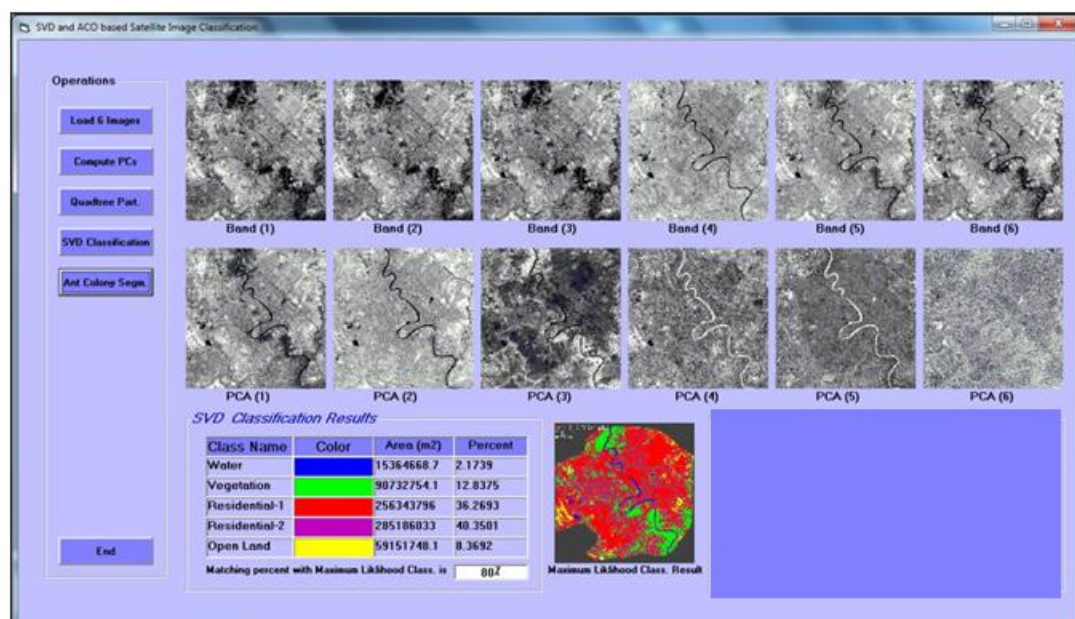 SVD and ACO based Satellite Image Classification
Operations
Load 6 Images
Compute PCs
Quadtree Part.
SVD Classification
Ant Colony Segm.
End
Band (1) Band (2) Band (3) Band (4) Band (5) Band (6)
PCA (1) PCA (2) PCA (3) PCA (4) PCA (5) PCA (6)
SVD Classification Results
Class Name Color Area (m2) Percent
Water 15364668.7 2.1739
Vegetation 90732754.1 12.8375
Residential-1 256343796 36.2693
Residential-2 285186033 40.3501
Open Land 59151748.1 8.3692
Matching percent with Maximum Liklihood Class. is 80%
Maximum Liklihood Class. Result